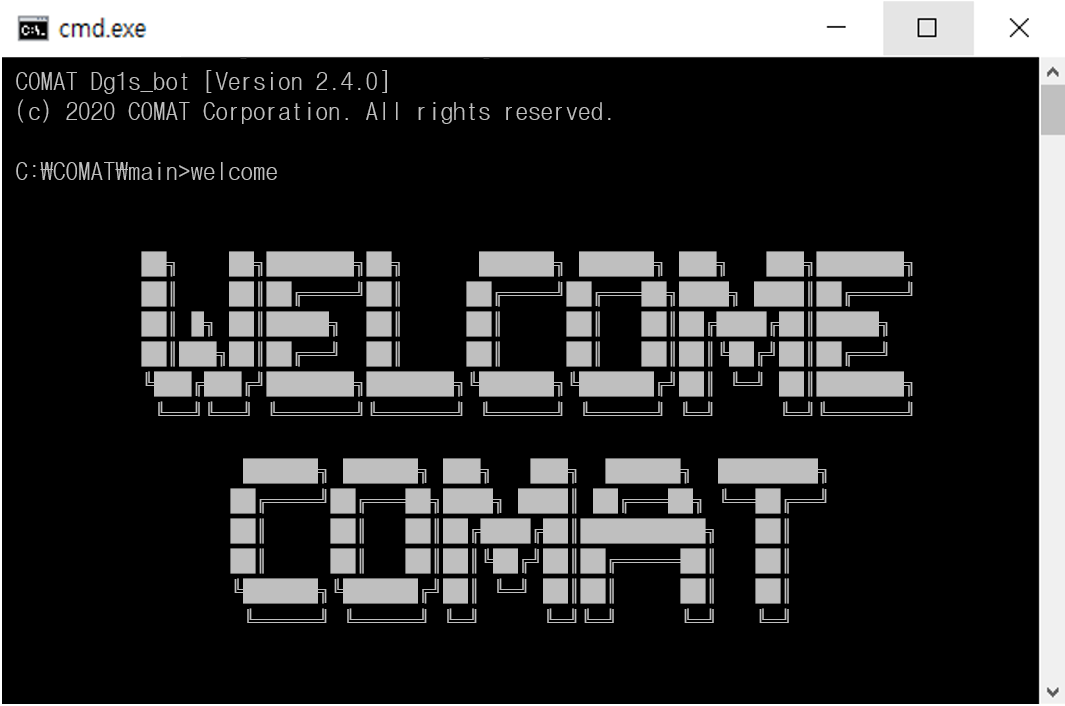 cmd.exe
COMAT Dg1s_bot [Version 2.4.0]
(c) 2020 COMAT Corporation. All rights reserved.
C:₩COMAT₩main>welcome
WELCOME
COMAT